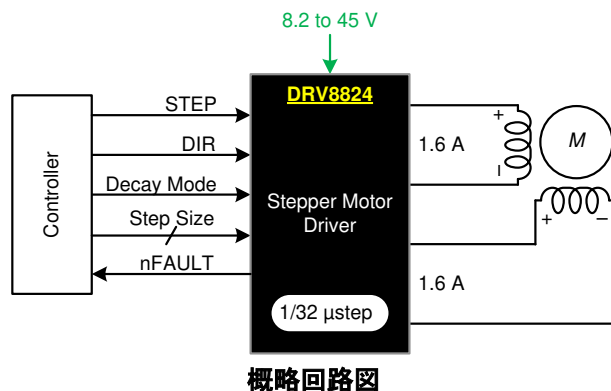 8.2 to 45 V
DRV8824
Controller
STEP
DIR
Decay Mode
Step Size
nFAULT
Stepper Motor
Driver
1/32 µstep
1.6 A
1.6 A
+
–
M
+
–
概略回路図